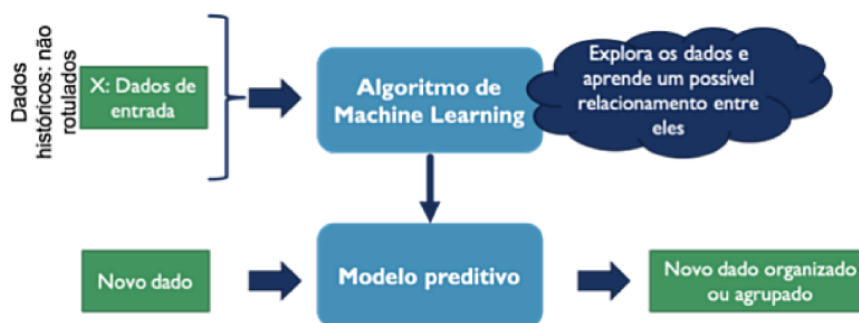 Dados
históricos: não
rotulados
X: Dados de
entrada
Algoritmo de
Machine Learning
Explora os dados e
aprende um possível
relacionamento entre
eles
Novo dado
Modelo preditivo
Novo dado organizado
ou agrupado